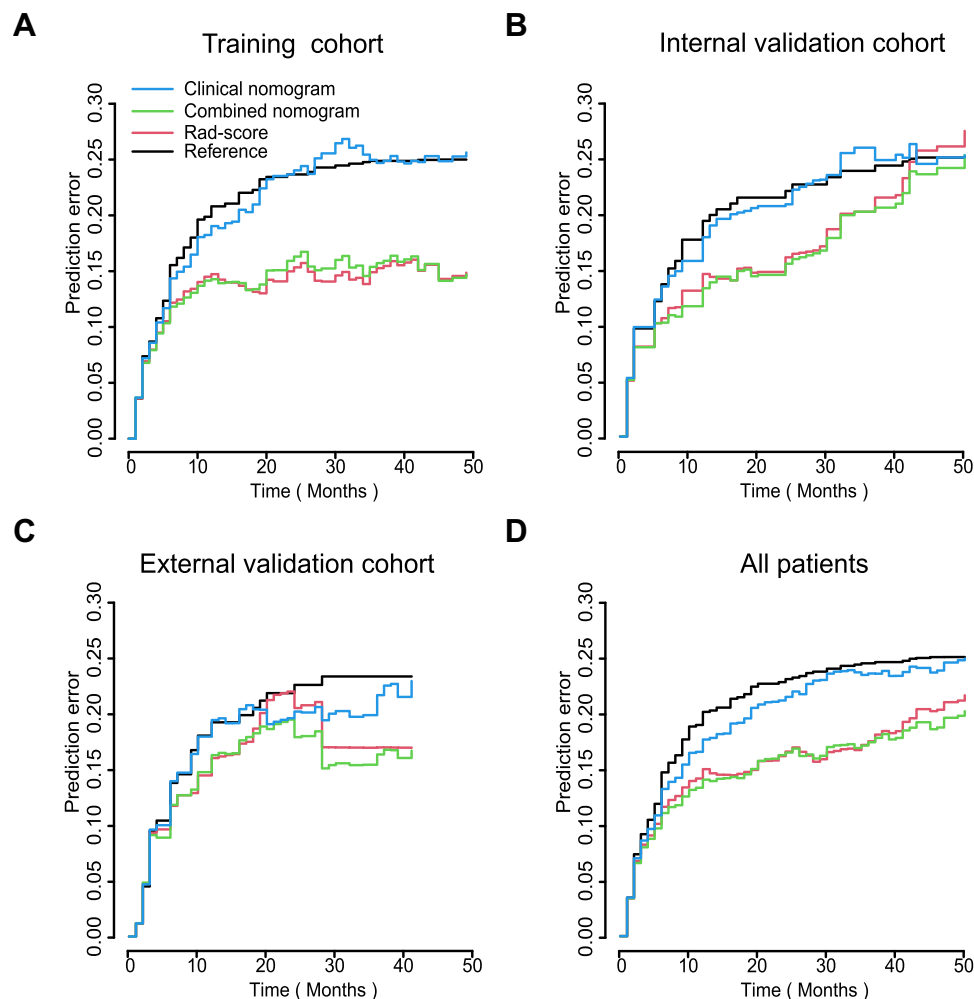 A
Training cohort
Clinical nomogram
Combined nomogram
Rad-score
Reference
Prediction error
0.00 0.05 0.10 0.15 0.20 0.25 0.30
0 10 20 30 40 50
Time ( Months )
B
Internal validation cohort
Prediction error
0.00 0.05 0.10 0.15 0.20 0.25 0.30
0 10 20 30 40 50
Time ( Months )
C
External validation cohort
Prediction error
0.00 0.05 0.10 0.15 0.20 0.25 0.30
0 10 20 30 40 50
Time ( Months )
D
All patients
Prediction error
0.00 0.05 0.10 0.15 0.20 0.25 0.30
0 10 20 30 40 50
Time ( Months )